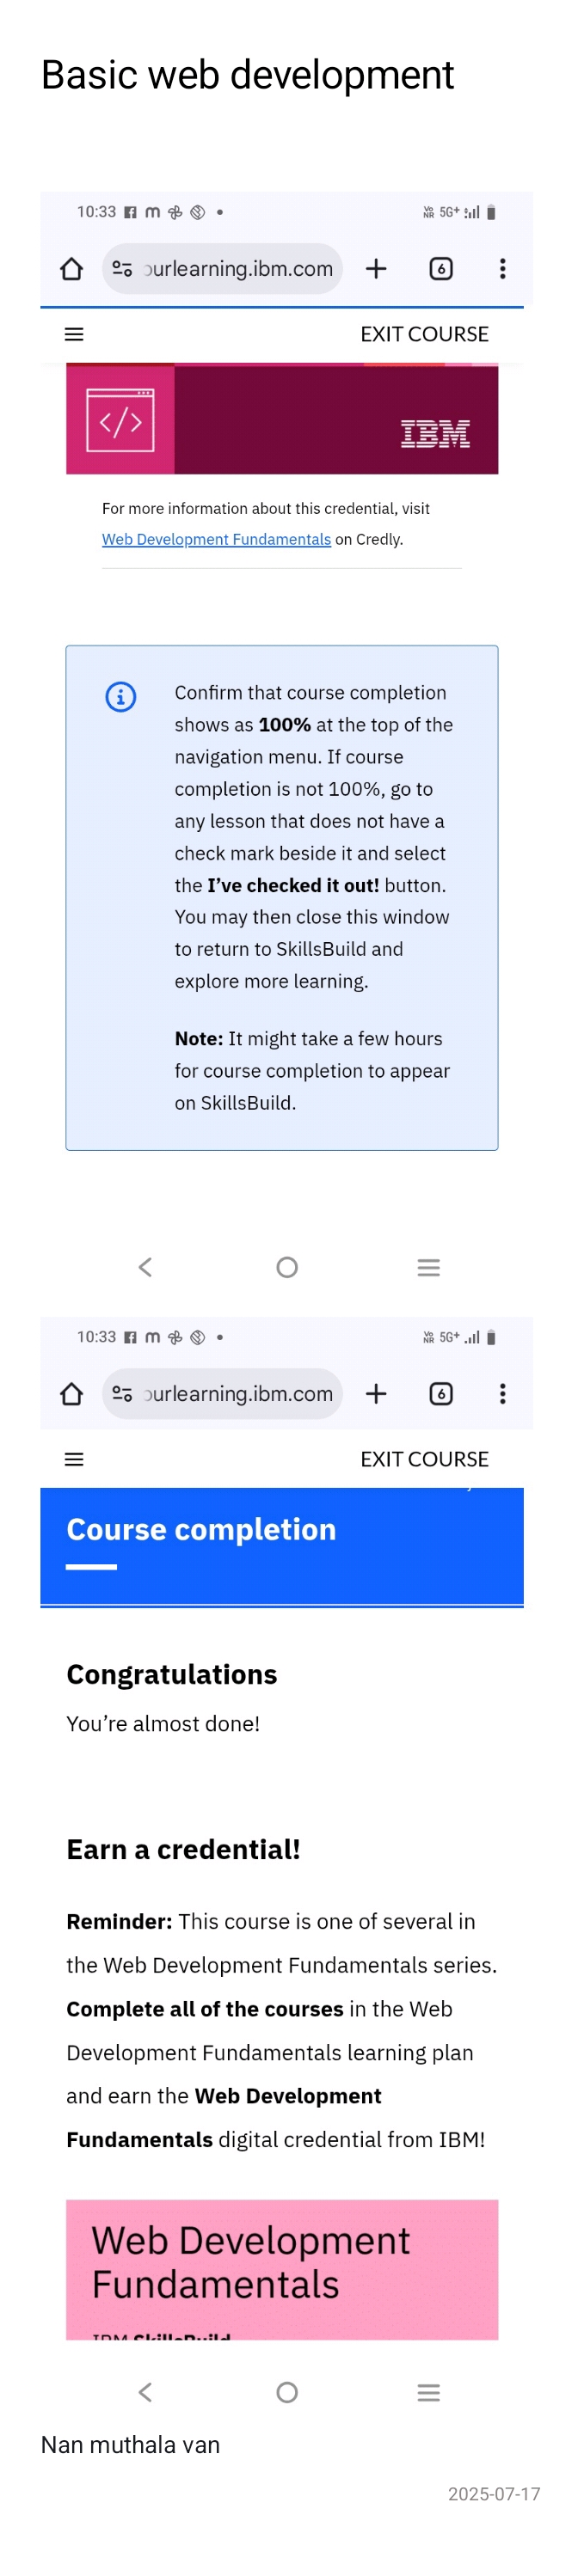 Basic web development
10:33
VoNR 5G+
ourlearning.ibm.com
6
EXIT COURSE
</>
IBM
For more information about this credential, visit
Web Development Fundamentals on Credly.
Confirm that course completion
shows as 100% at the top of the
navigation menu. If course
completion is not 100%, go to
any lesson that does not have a
check mark beside it and select
the I’ve checked it out! button.
You may then close this window
to return to SkillsBuild and
explore more learning.
Note: It might take a few hours
for course completion to appear
on SkillsBuild.
10:33
VoNR 5G+
ourlearning.ibm.com
6
EXIT COURSE
Course completion
Congratulations
You’re almost done!
Earn a credential!
Reminder: This course is one of several in
the Web Development Fundamentals series.
Complete all of the courses in the Web
Development Fundamentals learning plan
and earn the Web Development
Fundamentals digital credential from IBM!
Web Development
Fundamentals
IBM SkillsBuild
Nan muthala van
2025-07-17